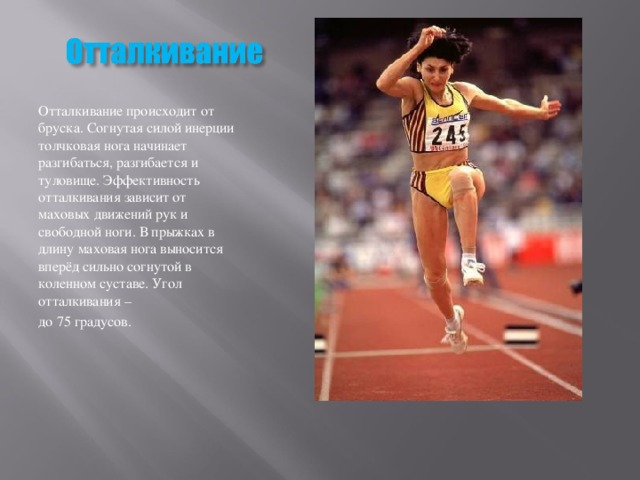 Отталкивание
Отталкивание происходит от
бруска. Согнутая силой инерции
толчковая нога начинает
разгибаться, разгибается и
туловище. Эффективность
отталкивания зависит от
маховых движений рук и
свободной ноги. В прыжках в
длину маховая нога выносится
вперёд сильно согнутой в
коленном суставе. Угол
отталкивания –
до 75 градусов.
245